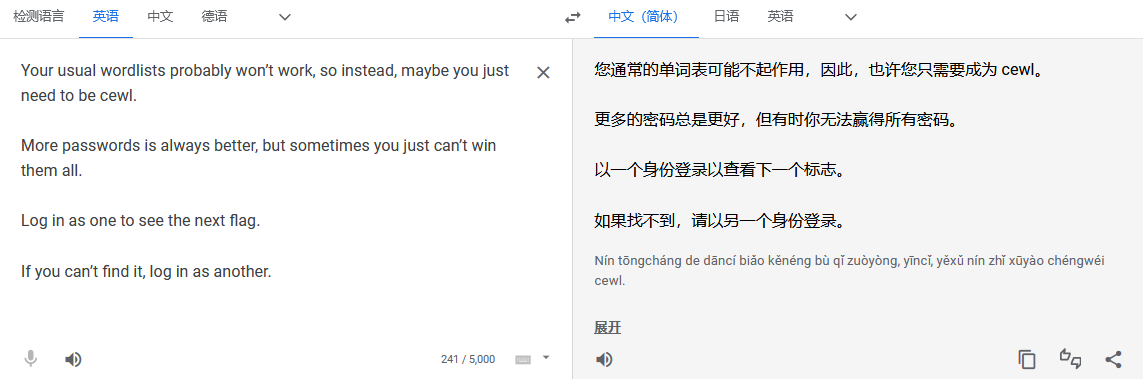 检测语言 英语 中文 德语
中文（简体） 日语 英语
Your usual wordlists probably won’t work, so instead, maybe you just
need to be cewl.
More passwords is always better, but sometimes you just can’t win
them all.
Log in as one to see the next flag.
If you can’t find it, log in as another.
241 / 5,000
您通常的单词表可能不起作用，因此，也许您只需要成为 cewl。
更多的密码总是更好，但有时你无法赢得所有密码。
以一个身份登录以查看下一个标志。
如果找不到，请以另一个身份登录。
Nín tōngcháng de dāncí biǎo kěnéng bù qǐ zuòyòng, yīncǐ, yěxǔ nín zhǐ xūyào chéngwéi
cewl.
展开